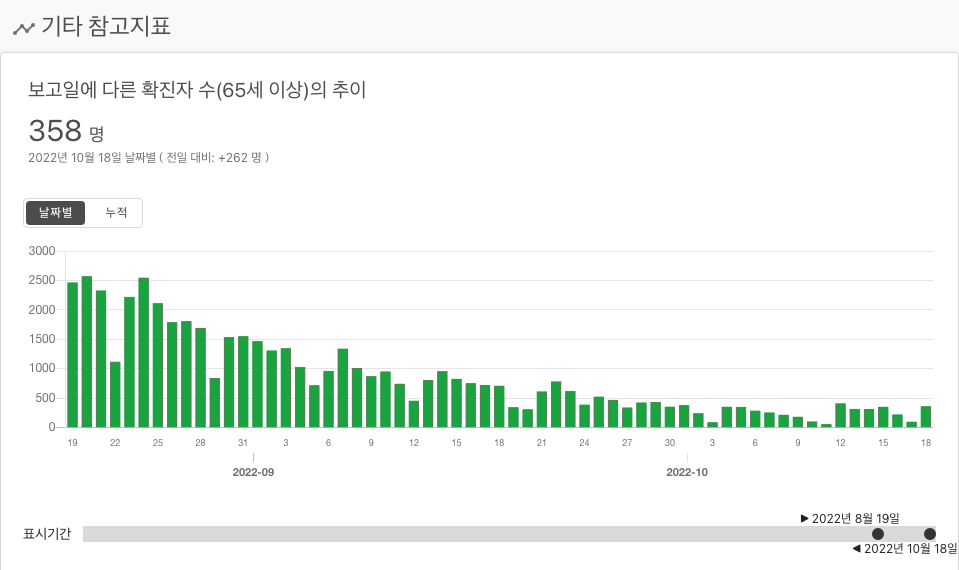 기타 참고지표
보고일에 다른 확진자 수(65세 이상)의 추이
358 명
2022년 10월 18일 날짜별 ( 전일 대비: +262 명 )
날짜별 누적
3000
2500
2000
1500
1000
500
0
19 22 25 28 31 3 6 9 12 15 18 21 24 27 30 3 6 9 12 15 18
2022-09 2022-10
▶ 2022년 8월 19일
표시기간
◀ 2022년 10월 18일